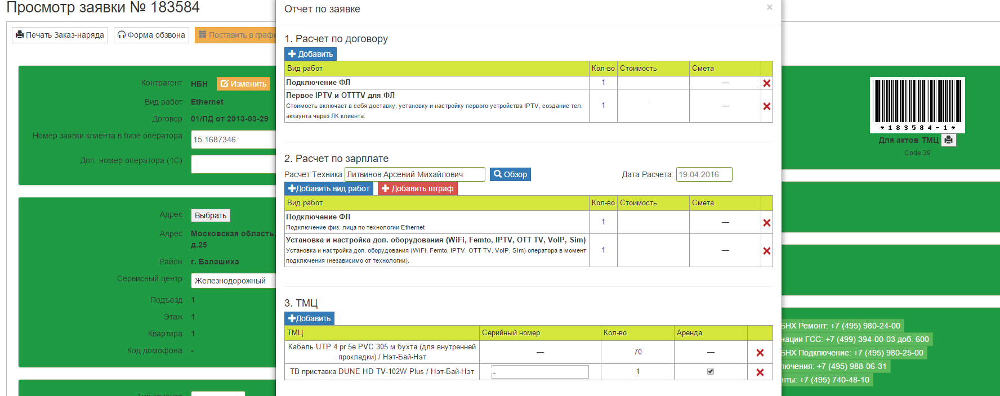 Просмотр заявки № 183584
Печать Заказ-наряда
Форма обзвона
Поставить в графи
Контрагент НБН Изменить
Вид работ Ethernet
Договор 01/ПД от 2013-03-29
Номер заявки клиента в базе оператора 15.1687346
Доп. номер оператора (1С)
Адрес Выбрать
Адрес Московская область,
д.25
Район г. Балашиха
Сервисный центр Железнодорожный
Подъезд 1
Этаж 1
Квартира 1
Код домофона -
Отчет по заявке ×
1. Расчет по договору
Добавить
Вид работ Кол-во Стоимость Смета
Подключение ФЛ 1 —
Первое IPTV и ОТТTV для ФЛ
Стоимость включает в себя доставку, установку и настройку первого устройства IPTV, создание тел.
аккаунта через ЛК клиента.
1 —
2. Расчет по зарплате
Расчет Техника Литвинов Арсений Михайлович Обзор Дата Расчета: 19.04.2016
Добавить вид работ Добавить штраф
Вид работ Кол-во Стоимость Смета
Подключение ФЛ
Подключение физ. лица по технологии Ethernet
1 —
Установка и настройка доп. оборудования (WiFi, Femto, IPTV, OTT TV, VoIP, Sim)
Установка и настройка доп. оборудования (WiFi, Femto, IPTV, OTT TV, VoIP, Sim) оператора в момент
подключения (независимо от технологии).
1 —
3. ТМЦ
Добавить
ТМЦ Серийный номер Кол-во Аренда
Кабель UTP 4 pr 5e PVC 305 м бухта (для внутренней
прокладки) / Нэт-Бай-Нэт
— 70 —
ТВ приставка DUNE HD TV-102W Plus / Нэт-Бай-Нэт 1
*183584-1*
Для актов ТМЦ
Code 39
БНХ Ремонт: +7 (495) 980-24-00
нации ГСС: +7 (499) 394-00-03 доб. 600
БНХ Подключение: +7 (495) 980-25-00
лючения: +7 (495) 988-06-31
нты: +7 (495) 740-48-10